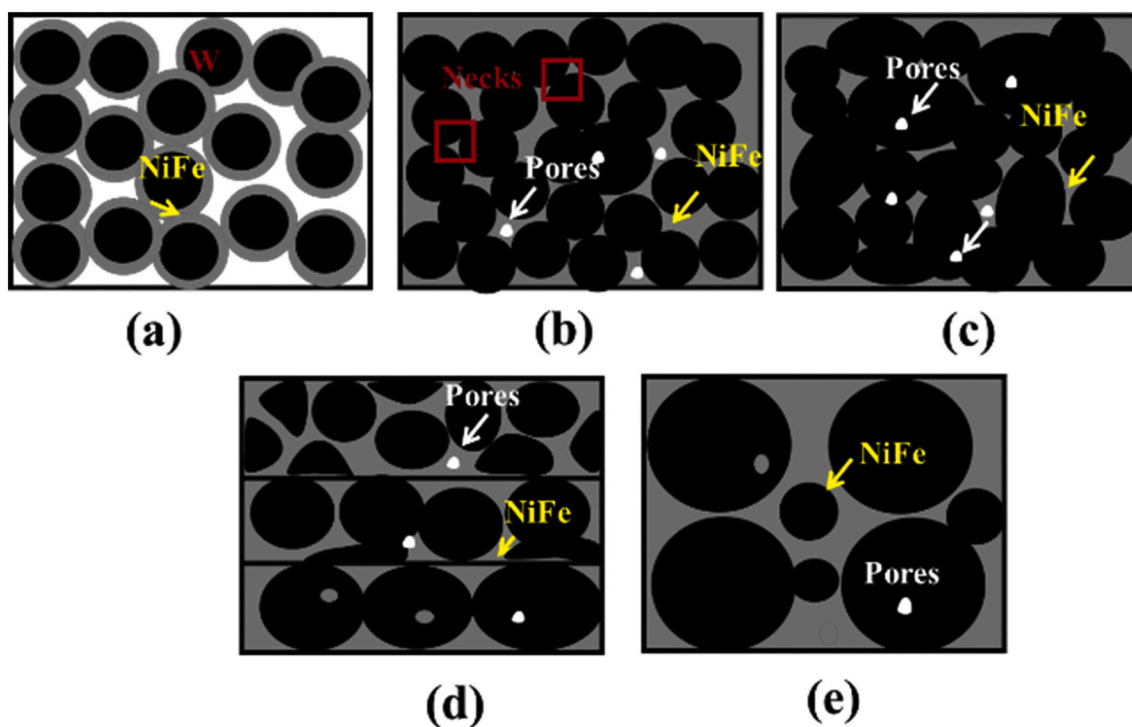 W
NiFe
(a)
Necks
Pores
NiFe
(b)
Pores
NiFe
(c)
Pores
NiFe
(d)
NiFe
Pores
(e)